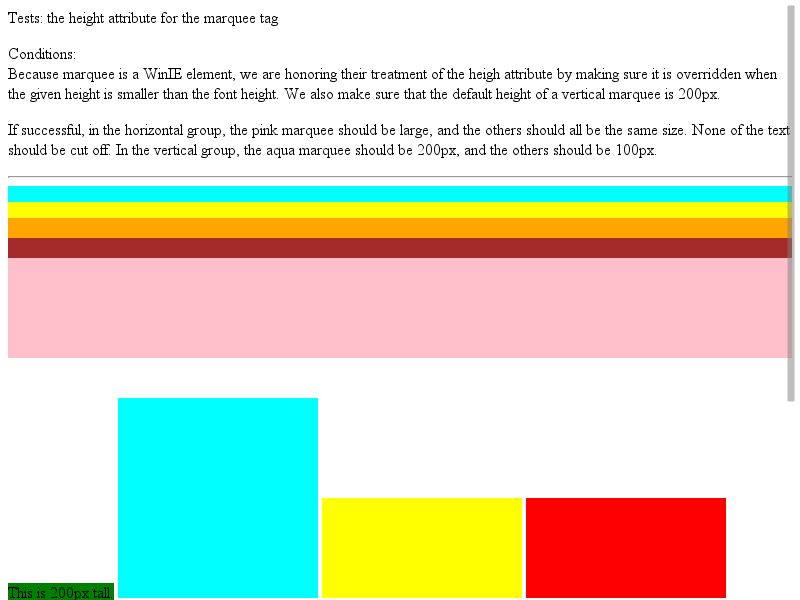 Tests: the height attribute for the marquee tag
Conditions:
Because marquee is a WinIE element, we are honoring their treatment of the heigh attribute by making sure it is overridden when
the given height is smaller than the font height. We also make sure that the default height of a vertical marquee is 200px.
If successful, in the horizontal group, the pink marquee should be large, and the others should all be the same size. None of the text
should be cut off. In the vertical group, the aqua marquee should be 200px, and the others should be 100px.
This is 200px tall